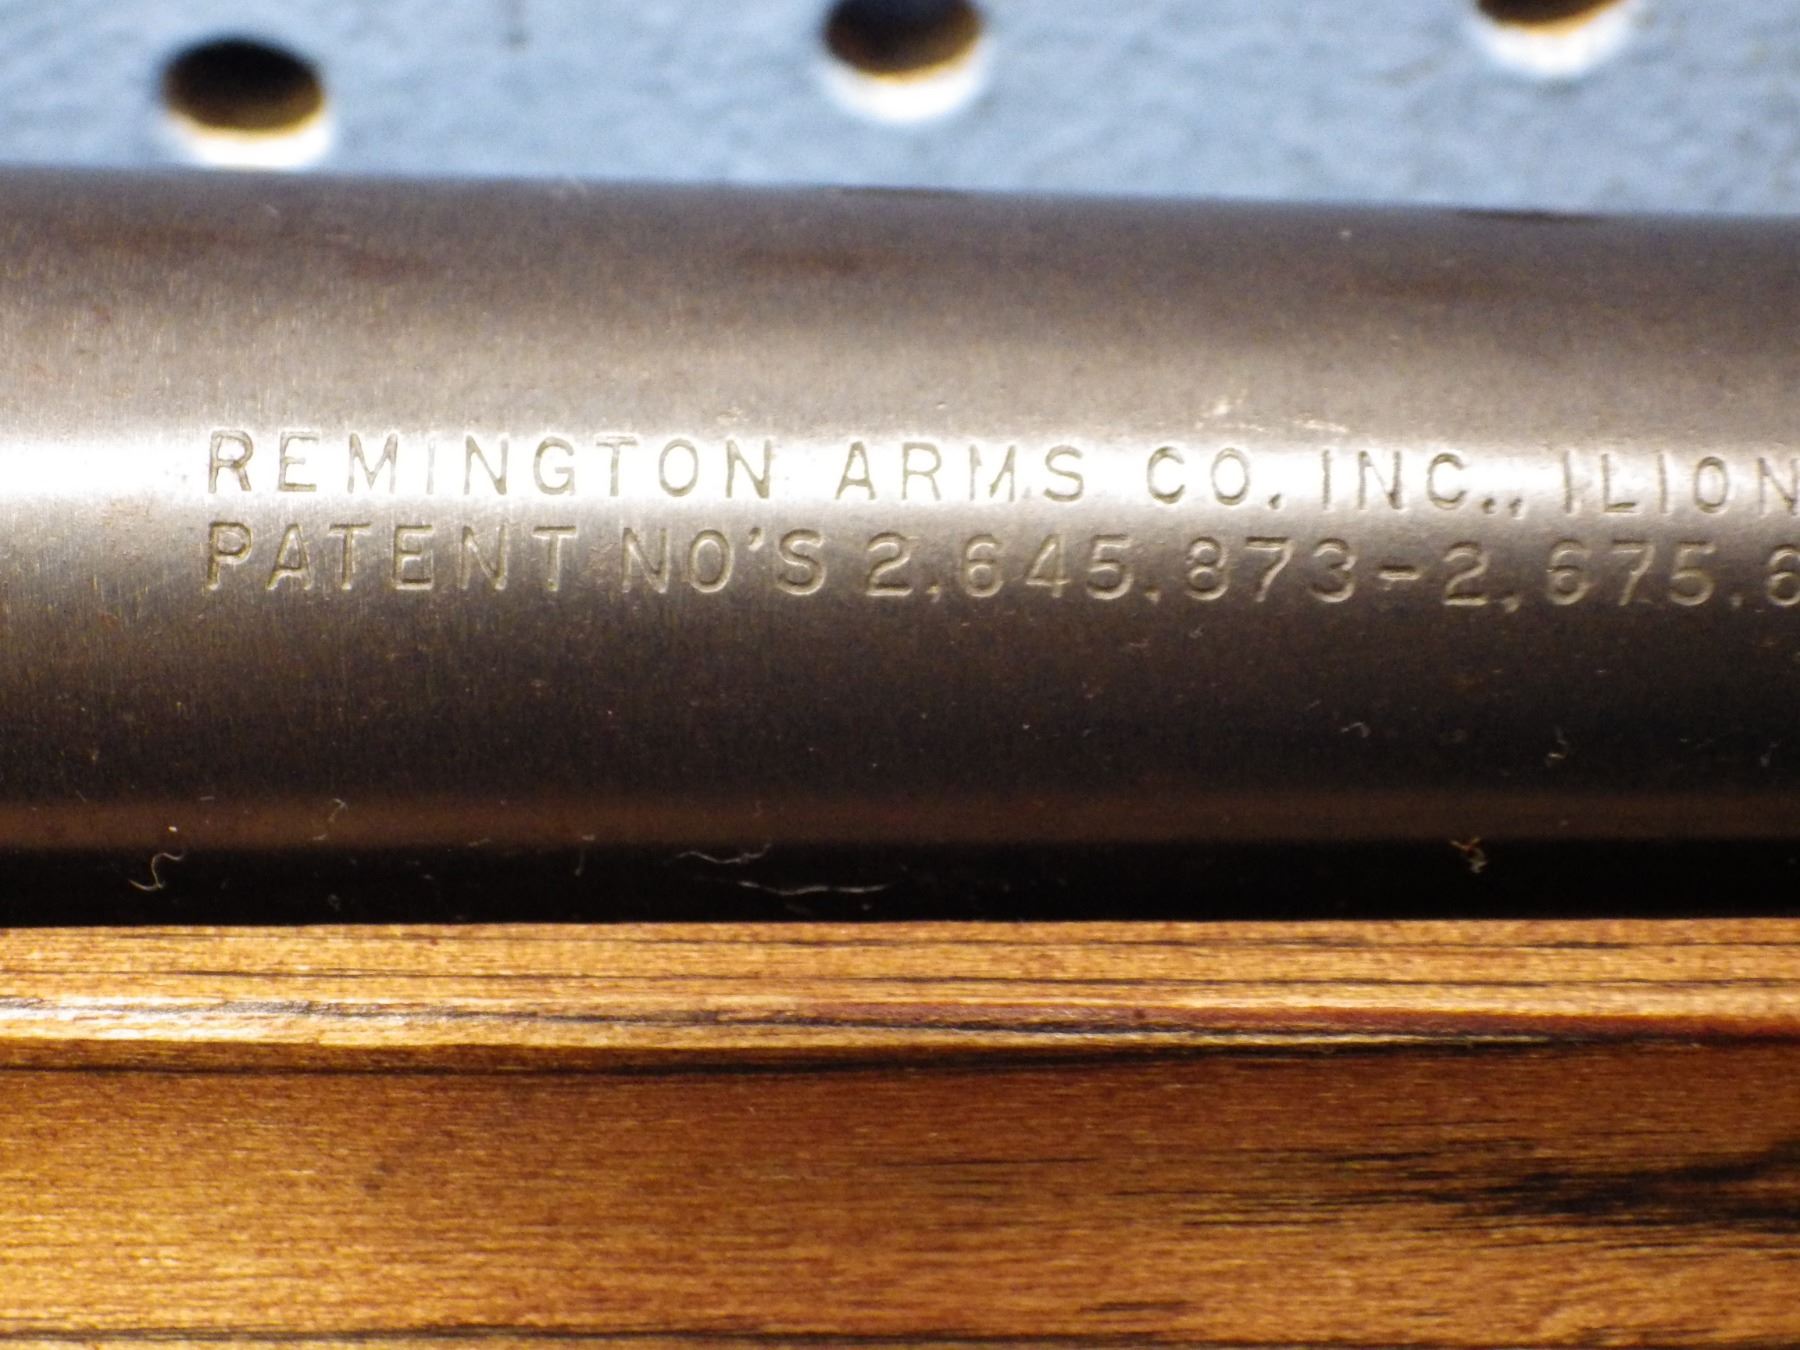 REMINGTON ARMS CO. INC., ILION
PATENT NO'S 2,645,873-2,675,6